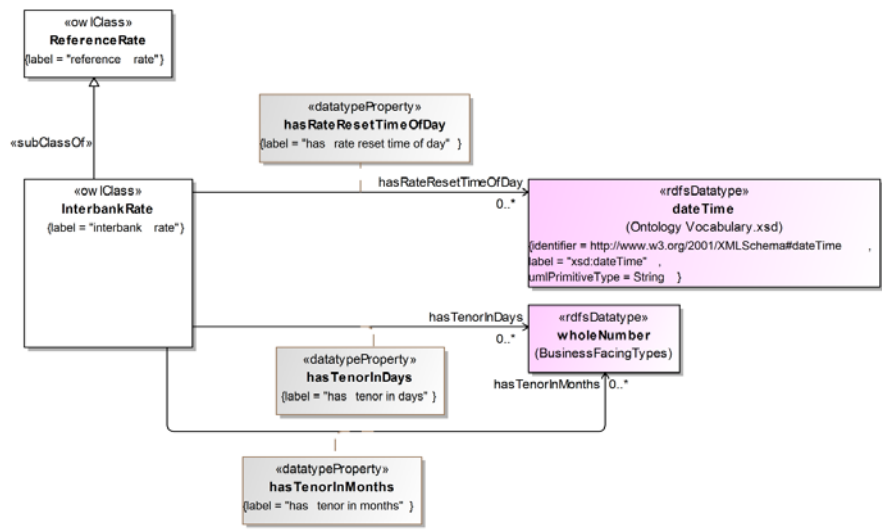 «owlClass»
ReferenceRate
{label = "reference rate"}
«datatypeProperty»
hasRateResetTimeOfDay
{label = "has rate reset time of day" }
«subClassOf»
«owlClass»
InterbankRate
{label = "interbank rate"}
hasRateResetTimeOfDay
0..*
«rdfsDatatype»
dateTime
(Ontology Vocabulary.xsd)
{identifier = http://www.w3.org/2001/XMLSchema#dateTime ,
label = "xsd:dateTime" ,
umlPrimitiveType = String }
hasTenorInDays
0..*
«rdfsDatatype»
wholeNumber
(BusinessFacingTypes)
«datatypeProperty»
hasTenorInDays
{label = "has tenor in days" }
hasTenorInMonths 0..*
«datatypeProperty»
hasTenorInMonths
{label = "has tenor in months" }